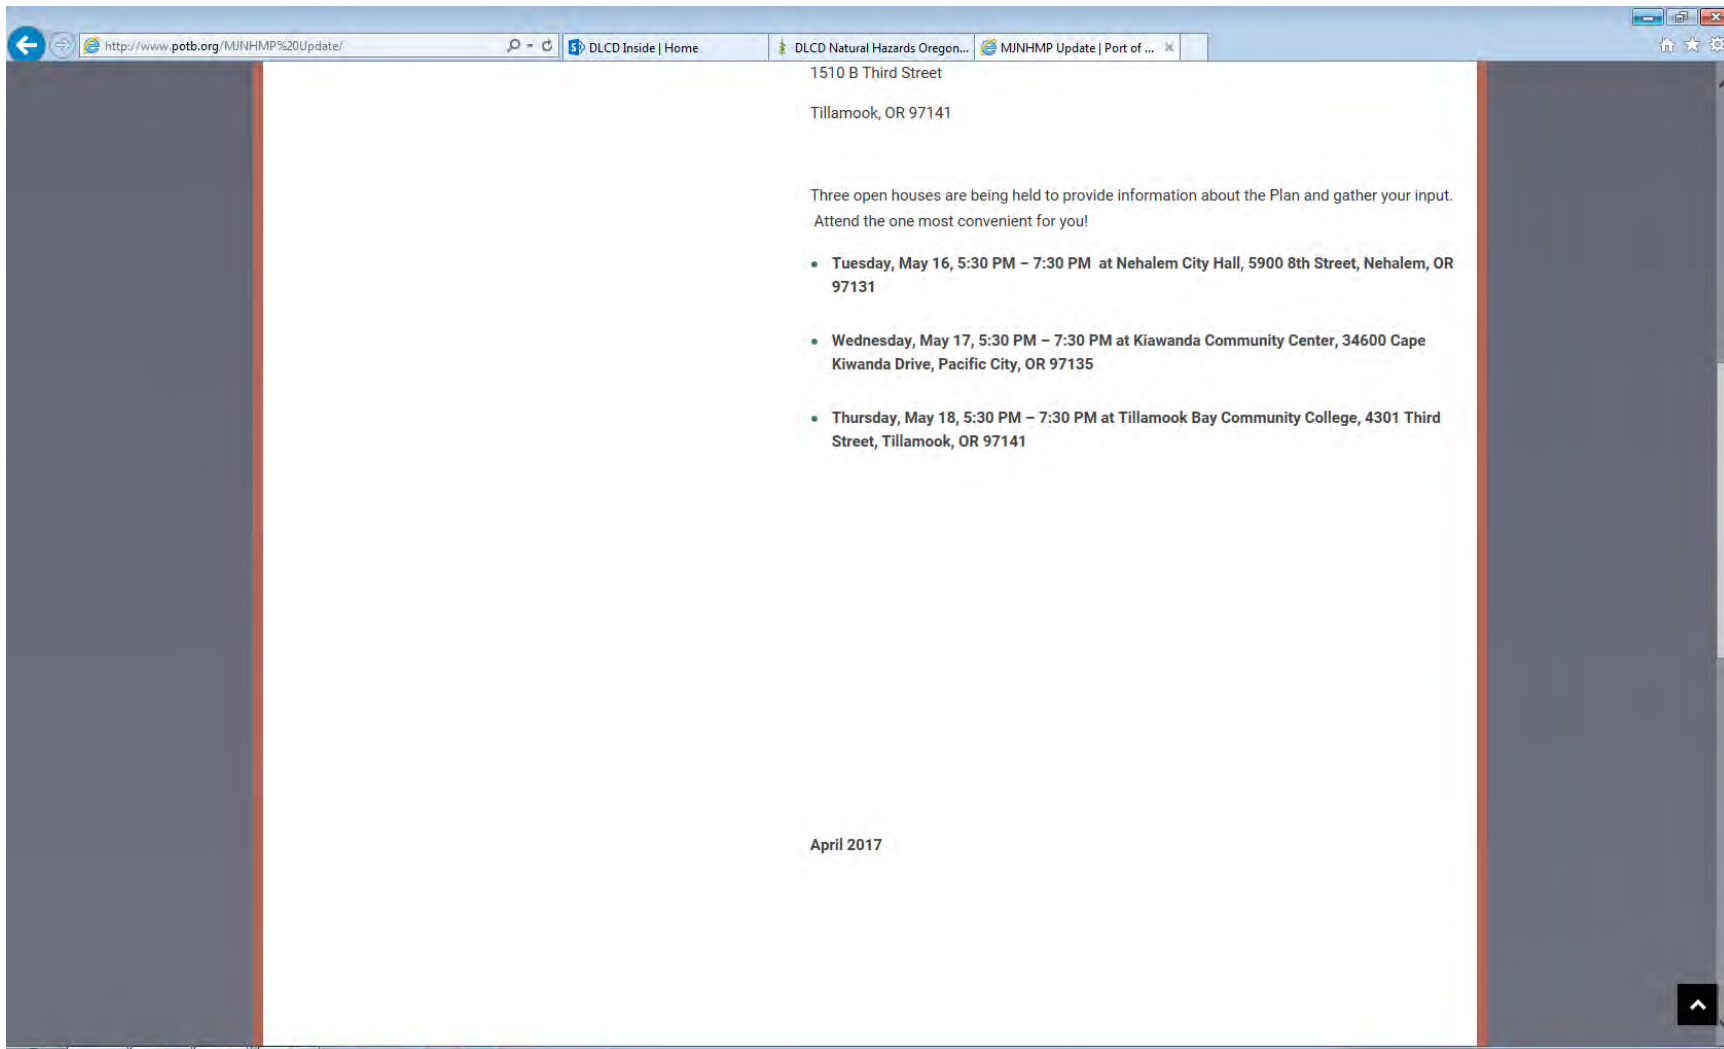 http://www.potb.org/MJNHMP%20Update/
DLCD Inside | Home
DLCD Natural Hazards Oregon...
MJNHMP Update | Port of ...
1510 B Third Street
Tillamook, OR 97141
Three open houses are being held to provide information about the Plan and gather your input.
Attend the one most convenient for you!
• Tuesday, May 16, 5:30 PM – 7:30 PM at Nehalem City Hall, 5900 8th Street, Nehalem, OR
97131
• Wednesday, May 17, 5:30 PM – 7:30 PM at Kiawanda Community Center, 34600 Cape
Kiwanda Drive, Pacific City, OR 97135
• Thursday, May 18, 5:30 PM – 7:30 PM at Tillamook Bay Community College, 4301 Third
Street, Tillamook, OR 97141
April 2017